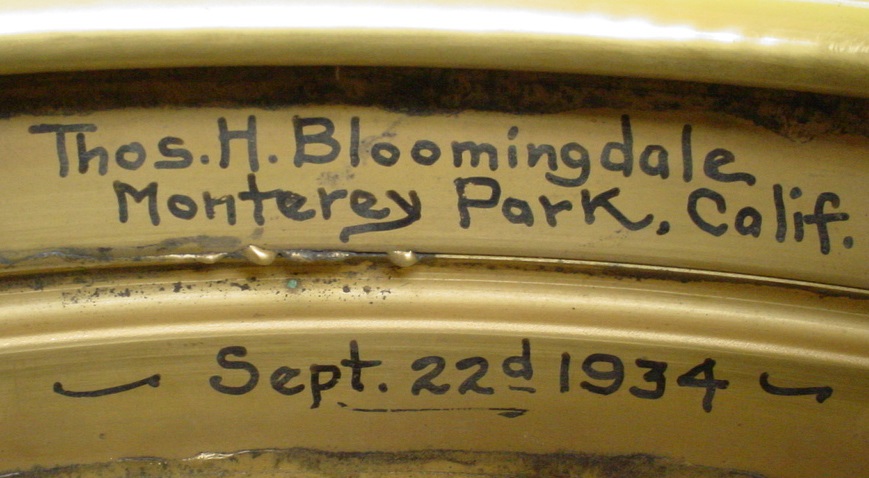 Thos. H. Bloomingdale
Monterey Park, Calif.
Sept. 22d 1934